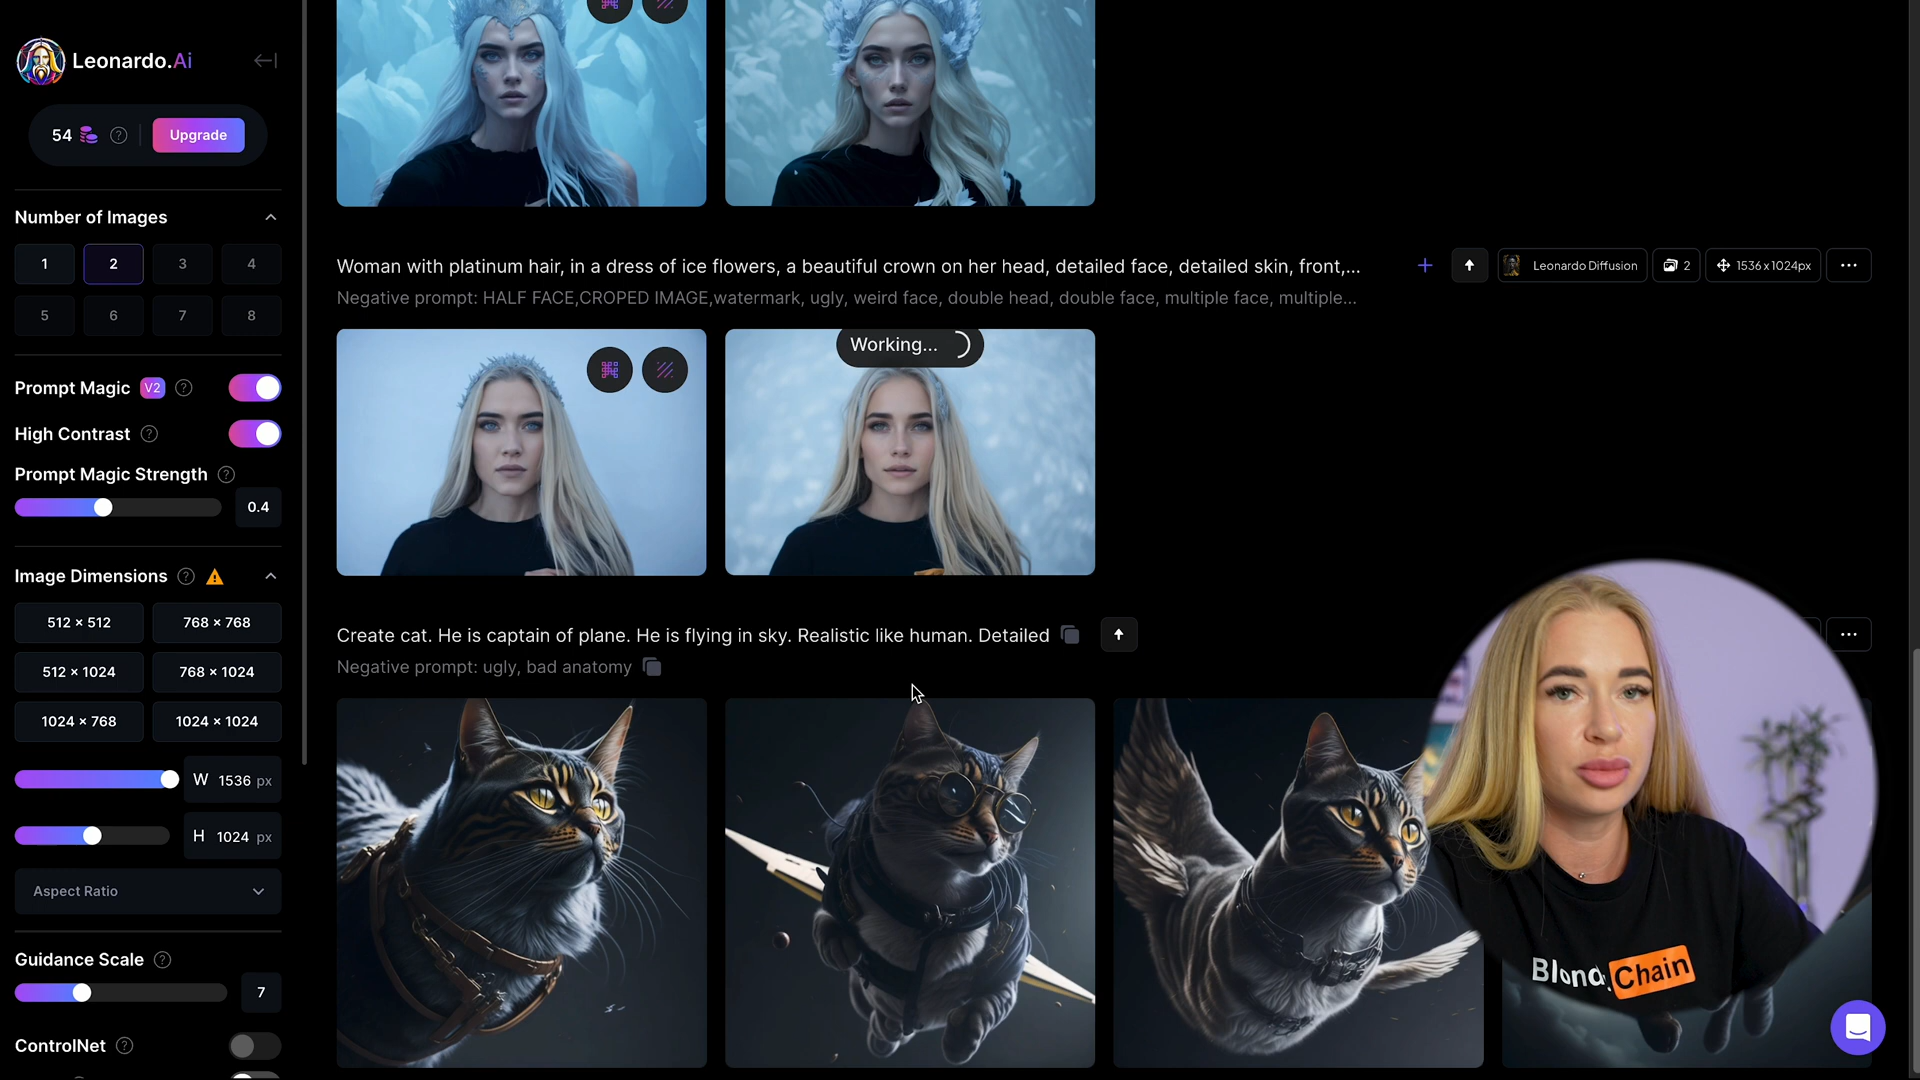 Leonardo.Ai
54
Upgrade
Number of Images
1 2 3 4
5 6 7 8
Prompt Magic V2
High Contrast
Prompt Magic Strength
0.4
Image Dimensions
512 × 512 768 × 768
512 × 1024 768 × 1024
1024 × 768 1024 × 1024
W 1536 px
H 1024 px
Aspect Ratio
Guidance Scale
7
ControlNet
Woman with platinum hair, in a dress of ice flowers, a beautiful crown on her head, detailed face, detailed skin, front,...
Leonardo Diffusion 2 1536 x 1024px
Negative prompt: HALF FACE,CROPED IMAGE,watermark, ugly, weird face, double head, double face, multiple face, multiple...
Working...
Create cat. He is captain of plane. He is flying in sky. Realistic like human. Detailed
Negative prompt: ugly, bad anatomy
Chain